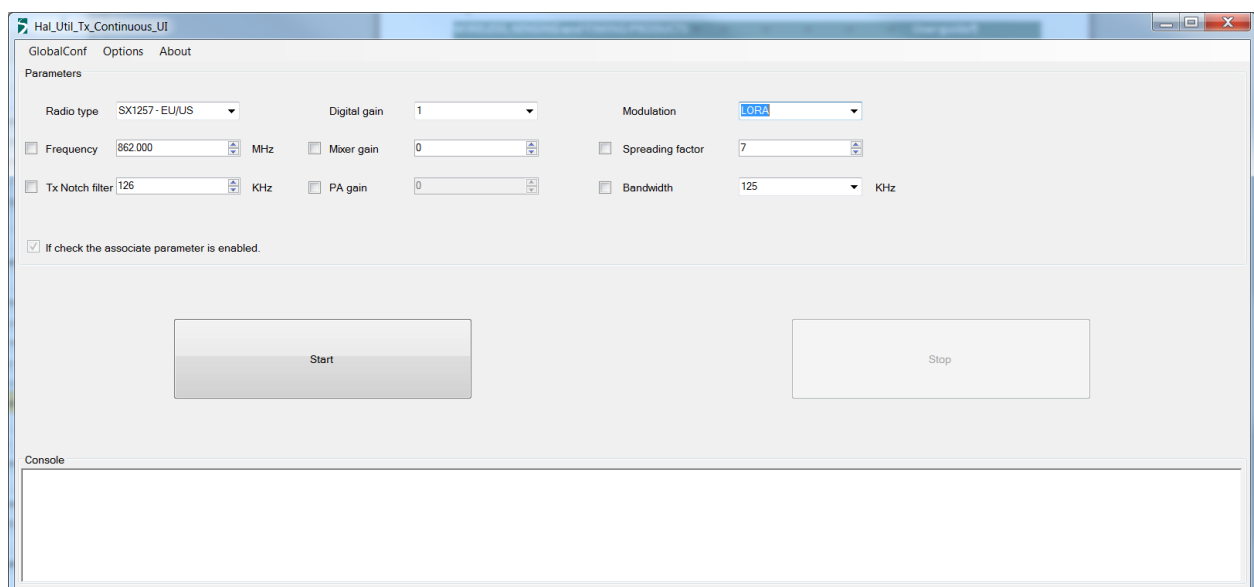 Hal_Util_Tx_Continuous_UI
GlobalConf Options About
Parameters
Radio type SX1257 - EU/US Digital gain 1 Modulation LORA
Frequency 862.000 MHz Mixer gain 0 Spreading factor 7
Tx Notch filter 126 KHz PA gain 0 Bandwidth 125 KHz
If check the associate parameter is enabled.
Start Stop
Console